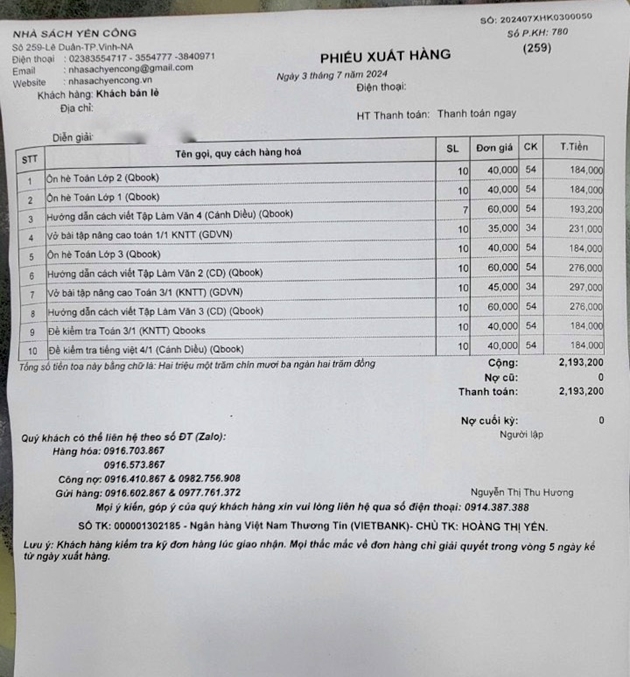 NHÀ SÁCH YẾN CÔNG
Số 259-Lê Duân-TP.Vinh-NA
Điện thoại : 02383554717 - 3554777 -3840971
Email : nhasachyencong@gmail.com
Website : nhasachyencong.vn
Khách hàng: Khách bán lẻ
Địa chỉ:
SỐ: 202407XHK0300050
Số P.KH: 780
(259)
PHIẾU XUẤT HÀNG
Ngày 3 tháng 7 năm 2024
Điện thoại:
HT Thanh toán: Thanh toán ngay
Diễn giải:
STT Tên gọi, quy cách hàng hoá SL Đơn giá CK T.Tiền
1 Ôn hè Toán Lớp 2 (Qbook) 10 40,000 54 184,000
2 Ôn hè Toán Lớp 1 (Qbook) 10 40,000 54 184,000
3 Hướng dẫn cách viết Tập Làm Văn 4 (Cánh Diều) (Qbook) 7 60,000 54 193,200
4 Vở bài tập nâng cao toán 1/1 KNTT (GDVN) 10 35,000 34 231,000
5 Ôn hè Toán Lớp 3 (Qbook) 10 40,000 54 184,000
6 Hướng dẫn cách viết Tập Làm Văn 2 (CD) (Qbook) 10 60,000 54 276,000
7 Vở bài tập nâng cao Toán 3/1 (KNTT) (GDVN) 10 45,000 34 297,000
8 Hướng dẫn cách viết Tập Làm Văn 3 (CD) (Qbook) 10 60,000 54 276,000
9 Đề kiểm tra Toán 3/1 (KNTT) Qbooks 10 40,000 54 184,000
10 Đề kiểm tra tiếng việt 4/1 (Cánh Diều) (Qbook) 10 40,000 54 184,000
Tổng số tiền toa này bằng chữ là: Hai triệu một trăm chín mươi ba ngàn hai trăm đồng
Cộng: 2,193,200
Nợ cũ: 0
Thanh toán: 2,193,200
Nợ cuối kỳ: 0
Người lập
Quý khách có thể liên hệ theo số ĐT (Zalo):
Hàng hóa: 0916.703.867
0916.573.867
Công nợ: 0916.410.867 & 0982.756.908
Gửi hàng: 0916.602.867 & 0977.761.372
Nguyễn Thị Thu Hương
Mọi ý kiến, góp ý của quý khách hàng xin vui lòng liên hệ qua số điện thoại: 0914.387.388
SỐ TK: 000001302185 - Ngân hàng Việt Nam Thương Tín (VIETBANK)- CHỦ TK: HOÀNG THỊ YẾN.
Lưu ý: Khách hàng kiểm tra kỹ đơn hàng lúc giao nhận. Mọi thắc mắc về đơn hàng chỉ giải quyết trong vòng 5 ngày kể
từ ngày xuất hàng.